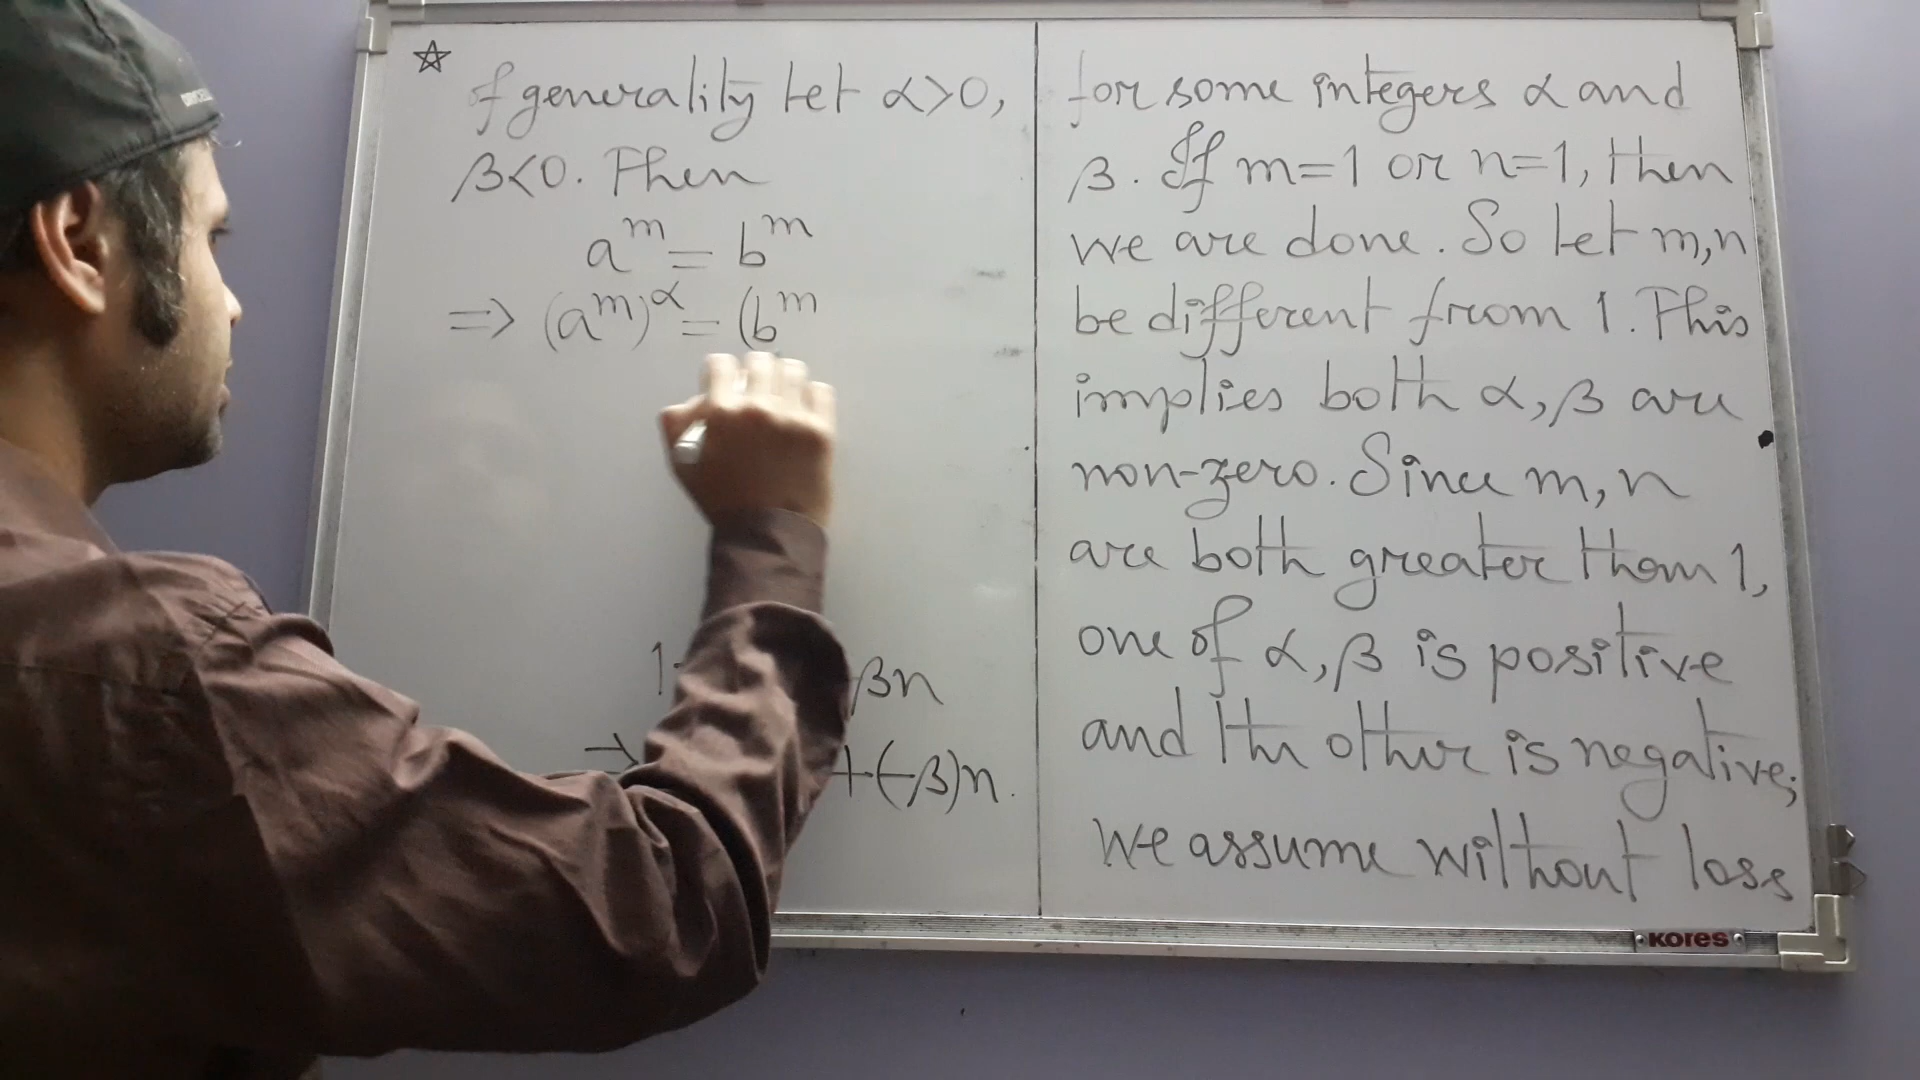 of generality let α>0,
β<0. Then
a^m = b^m
=> (a^m)^α = (b^m
1
βn
+(-β)n.
for some integers α and
β. If m=1 or n=1, then
we are done. So let m,n
be different from 1. This
implies both α,β are
non-zero. Since m,n
are both greater than 1,
one of α,β is positive
and the other is negative;
we assume without loss
KORES